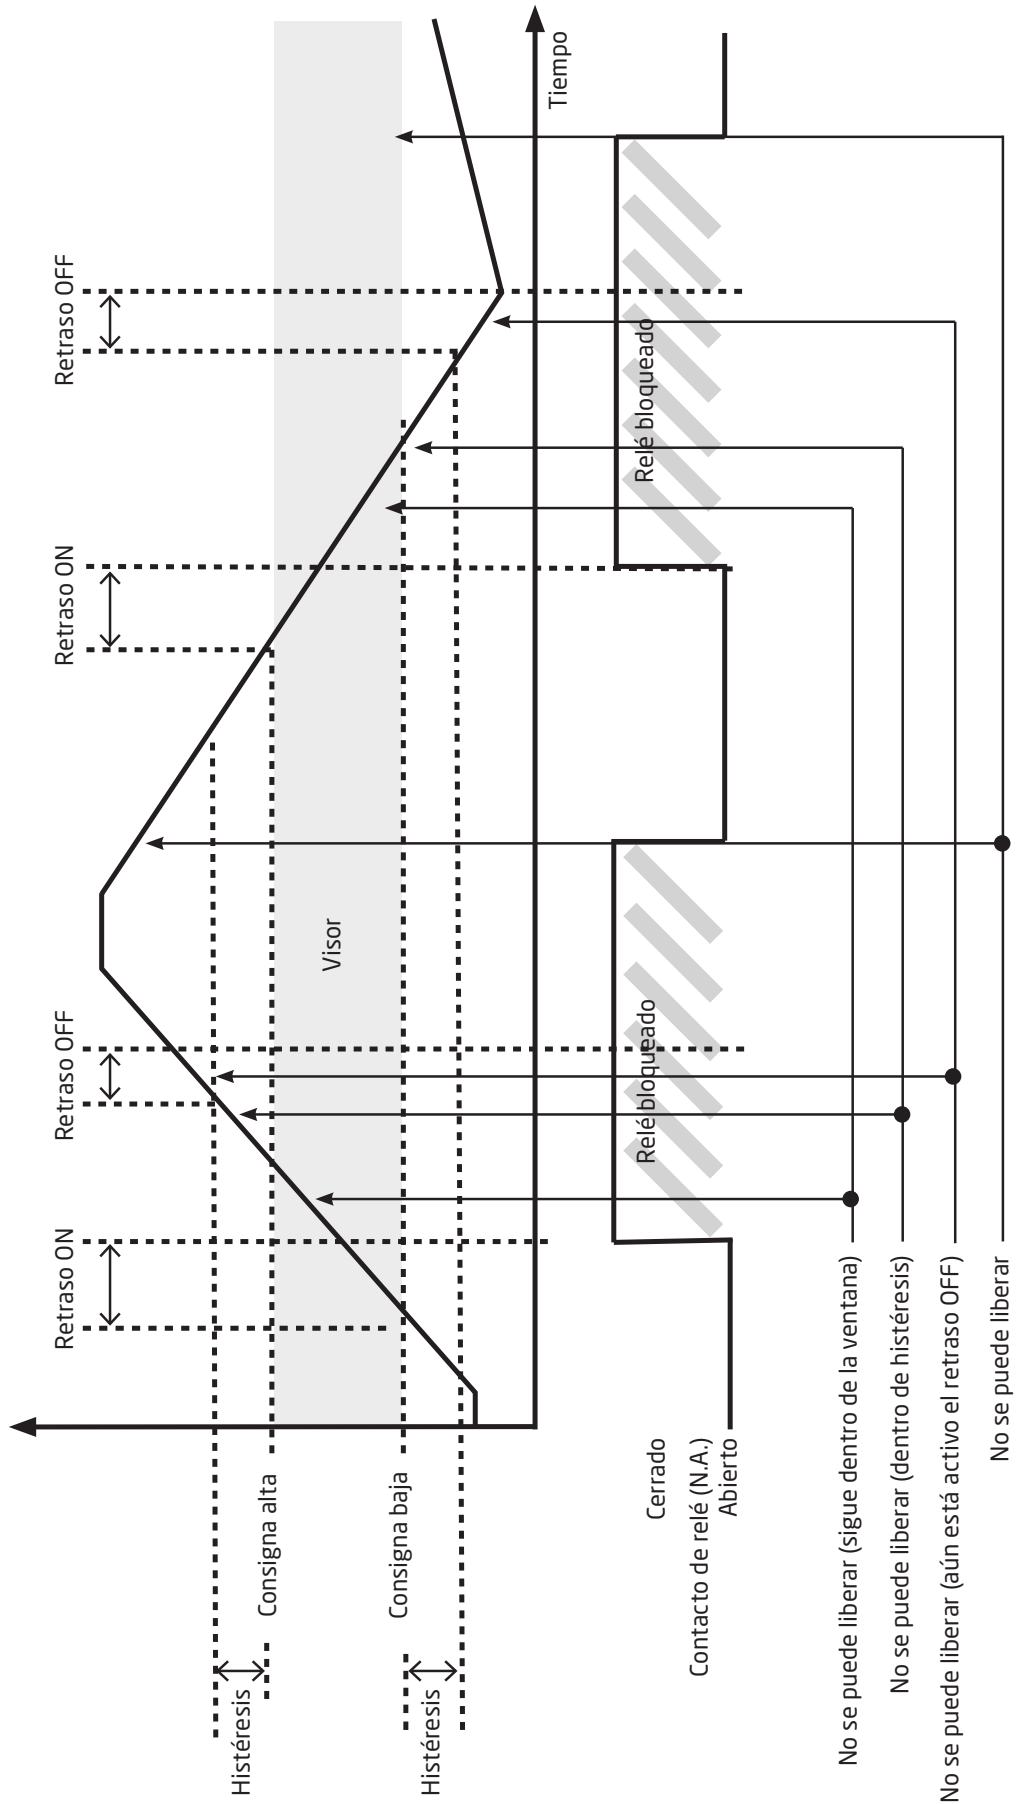 Retraso ON
Retraso OFF
Retraso ON
Retraso OFF
Histéresis
Consigna alta
Visor
Consigna baja
Histéresis
Tiempo
Cerrado
Contacto de relé (N.A.)
Abierto
Relé bloqueado
Relé bloqueado
No se puede liberar (sigue dentro de la ventana)
No se puede liberar (dentro de histéresis)
No se puede liberar (aún está activo el retraso OFF)
No se puede liberar